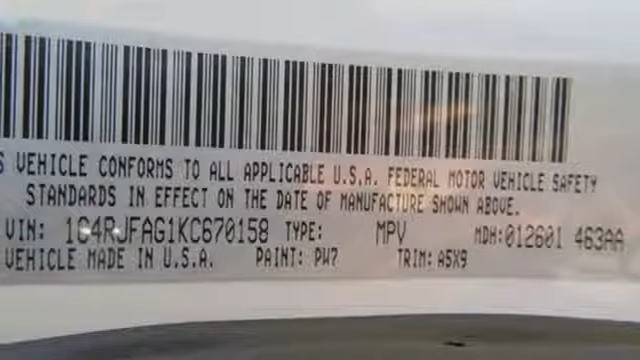 S VEHICLE CONFORMS TO ALL APPLICABLE U.S.A. FEDERAL MOTOR VEHICLE SAFETY
STANDARDS IN EFFECT ON THE DATE OF MANUFACTURE SHOWN ABOVE.
VIN: 1C4RJFAG1KC670158 TYPE: MPV MDH:012601 463AA
VEHICLE MADE IN U.S.A. PAINT: PW7 TRIM: A5X9